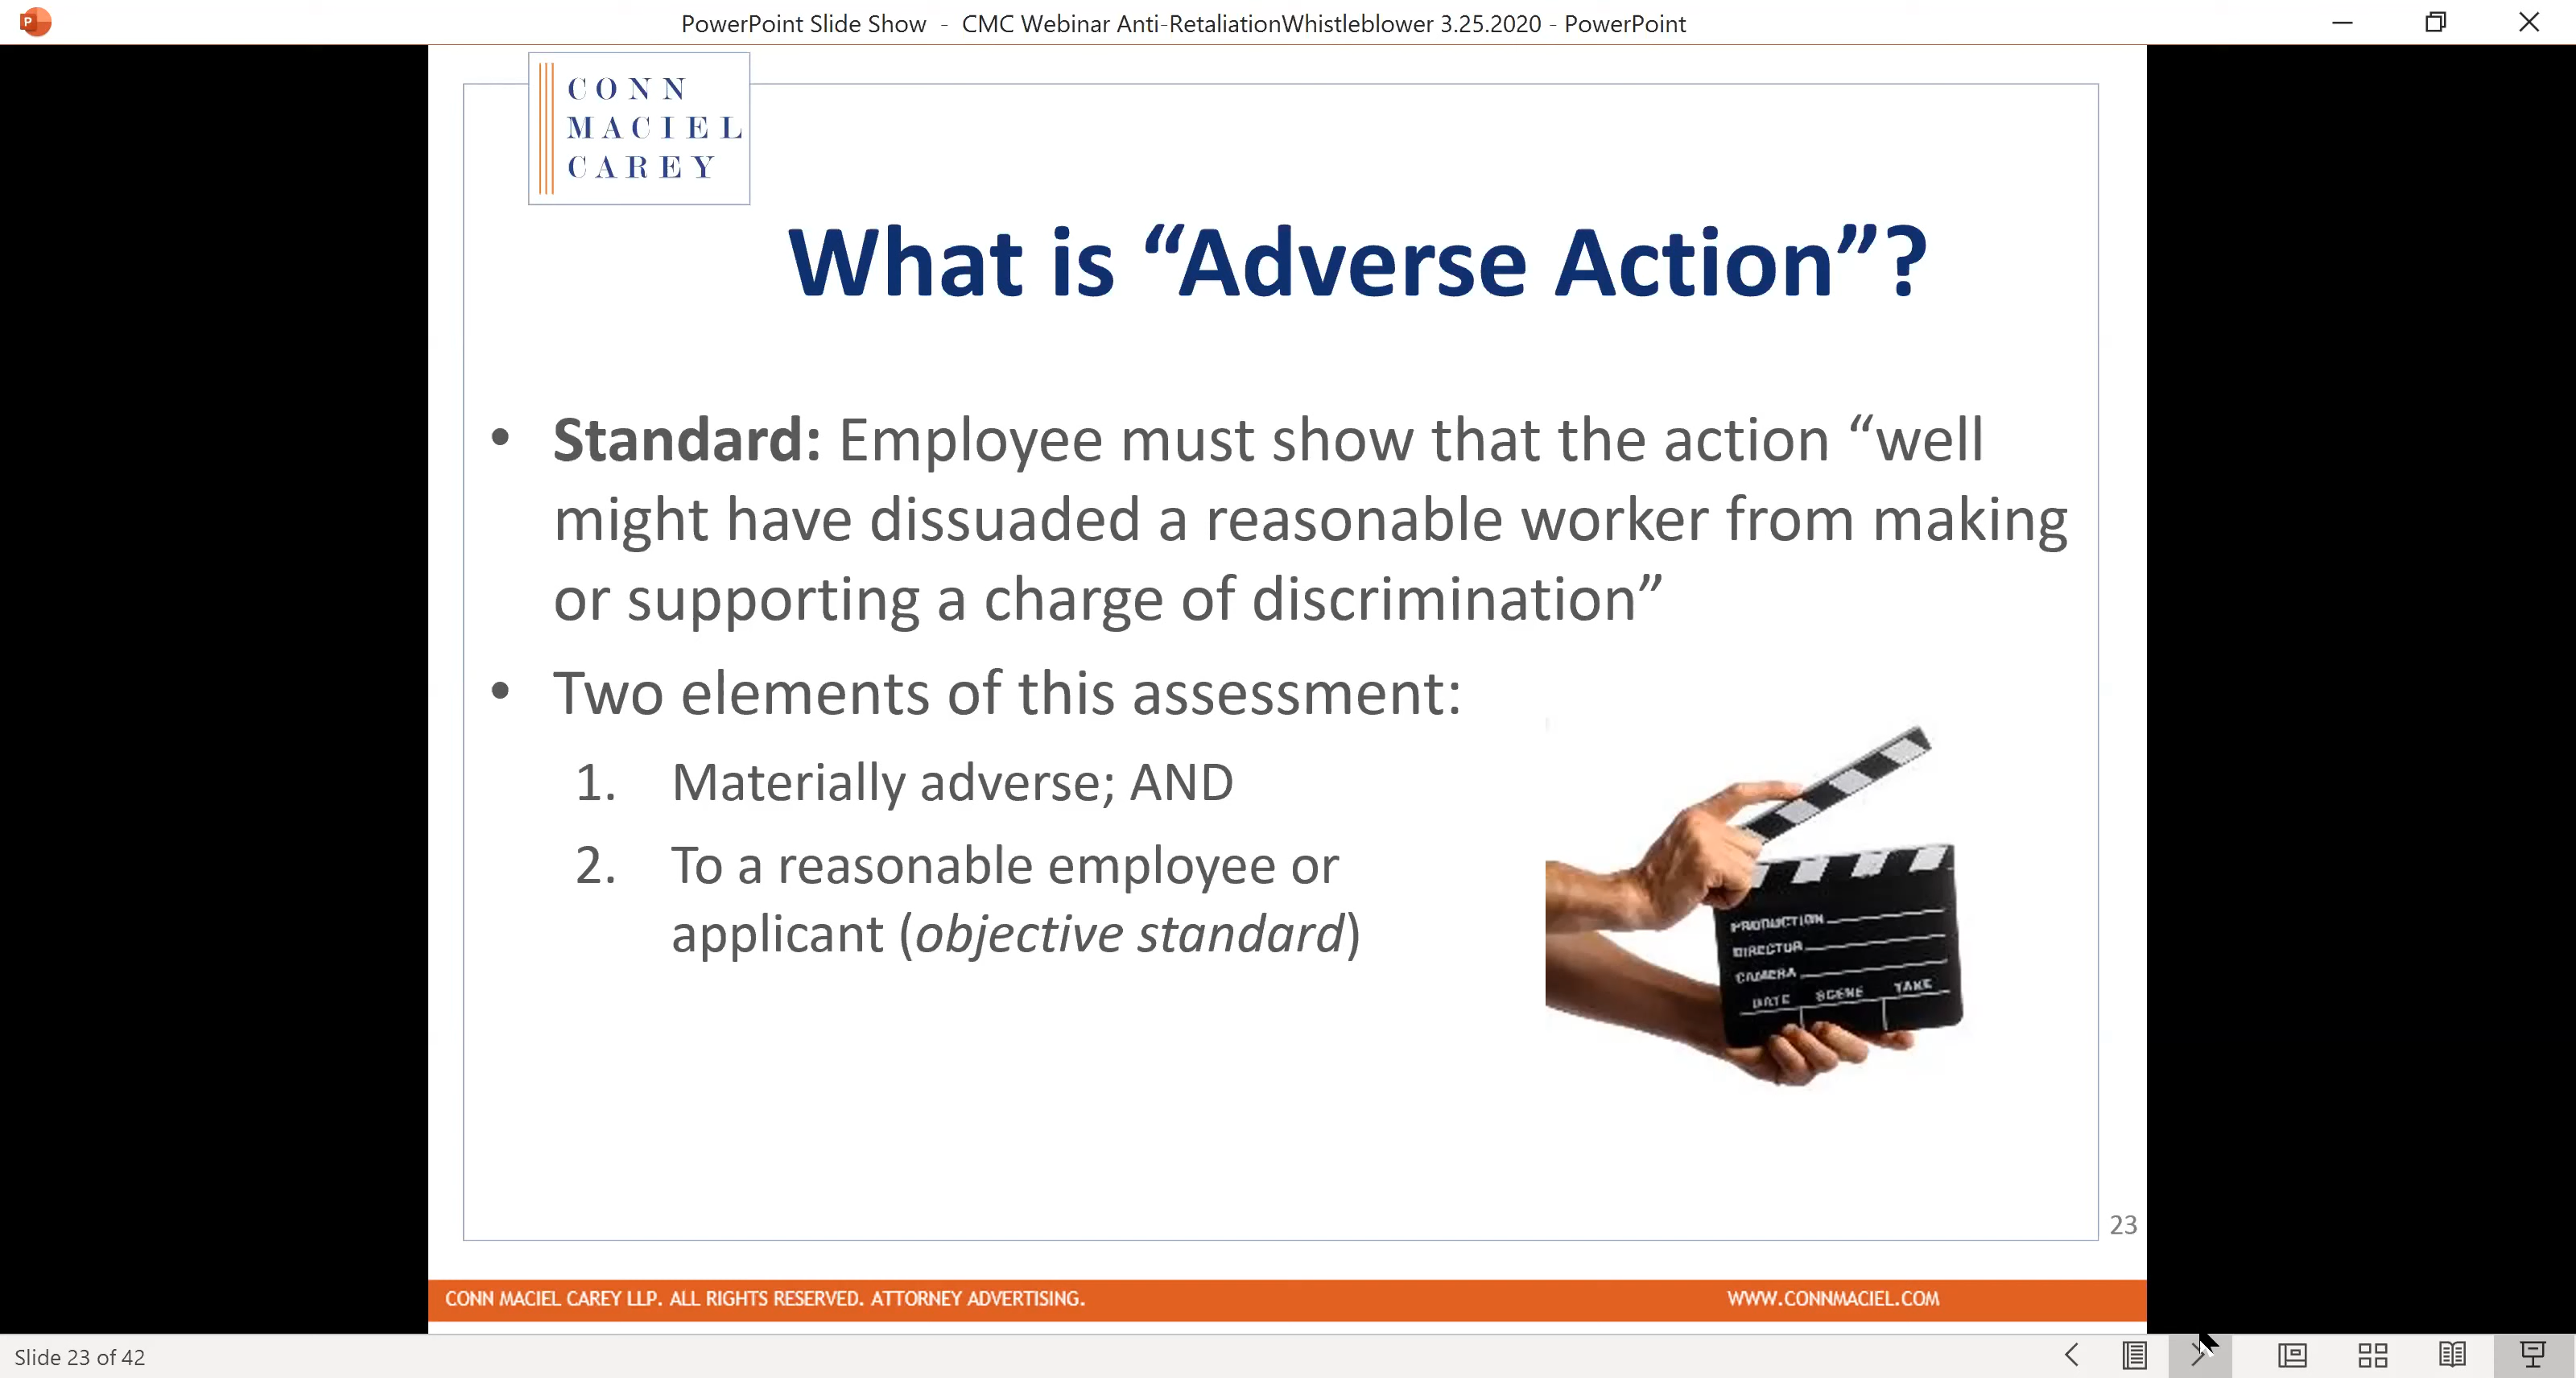 PowerPoint Slide Show - CMC Webinar Anti-RetaliationWhistleblower 3.25.2020 - PowerPoint
CONN
MACIEL
CAREY
What is “Adverse Action”?
• Standard: Employee must show that the action “well
might have dissuaded a reasonable worker from making
or supporting a charge of discrimination”
• Two elements of this assessment:
1. Materially adverse; AND
2. To a reasonable employee or
applicant (objective standard)
PRODUCTION
DIRECTOR
CAMERA
DATE SCENE TAKE
23
CONN MACIEL CAREY LLP. ALL RIGHTS RESERVED. ATTORNEY ADVERTISING.
WWW.CONNMACIEL.COM
Slide 23 of 42